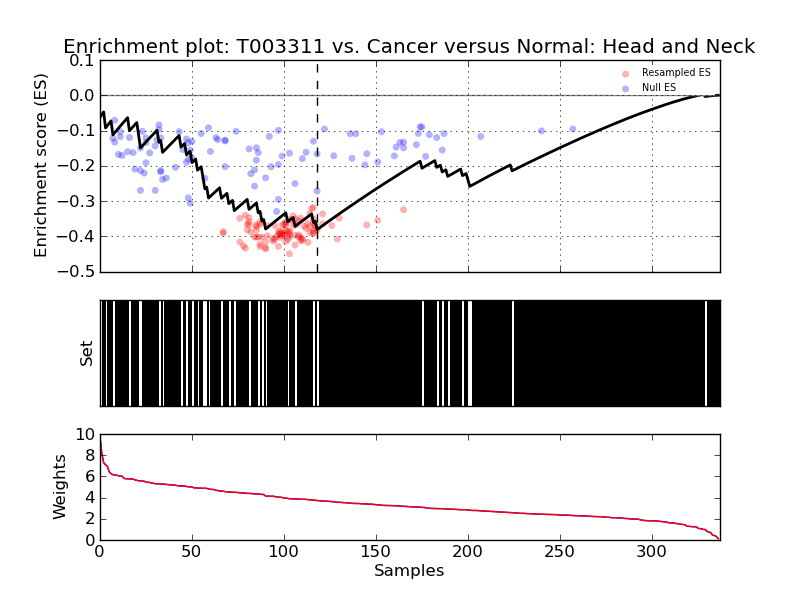 Enrichment plot: T003311 vs. Cancer versus Normal: Head and Neck
Enrichment score (ES)
0.1
0.0
−0.1
−0.2
−0.3
−0.4
−0.5
Resampled ES
Null ES
Set
Weights
10
8
6
4
2
0
0 50 100 150 200 250 300
Samples